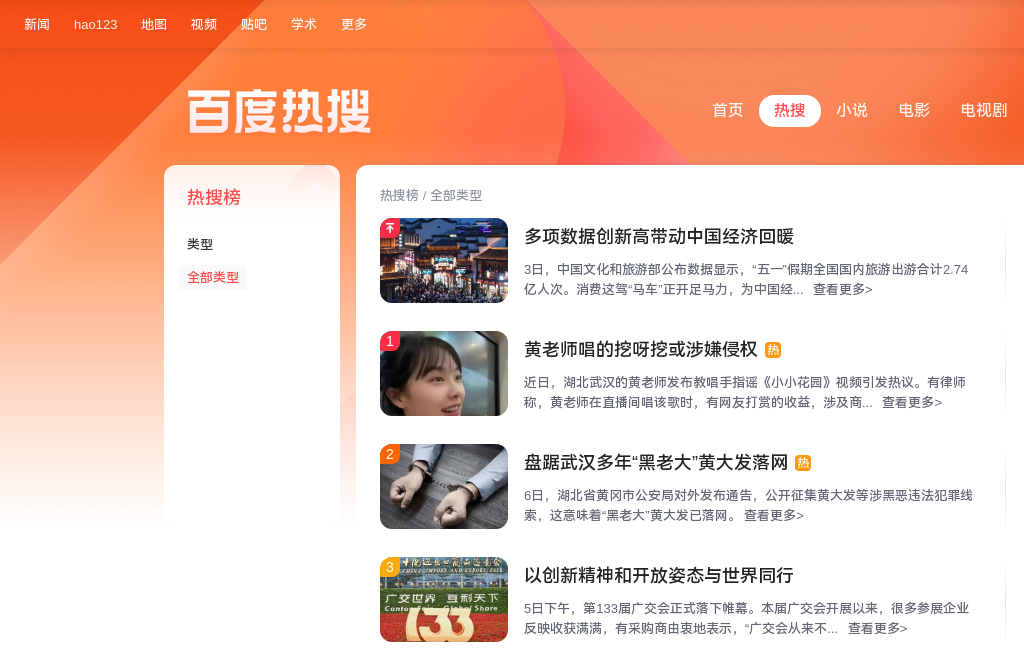 新闻 hao123 地图 视频 贴吧 学术 更多
百度热搜
首页 热搜 小说 电影 电视剧
热搜榜
类型
全部类型
热搜榜 / 全部类型
多项数据创新高带动中国经济回暖
3日，中国文化和旅游部公布数据显示，“五一”假期全国国内旅游出游合计2.74
亿人次。消费这驾“马车”正开足马力，为中国经... 查看更多>
1
黄老师唱的挖呀挖或涉嫌侵权 热
近日，湖北武汉的黄老师发布教唱手指谣《小小花园》视频引发热议。有律师
称，黄老师在直播间唱该歌时，有网友打赏的收益，涉及商... 查看更多>
2
盘踞武汉多年“黑老大”黄大发落网 热
6日，湖北省黄冈市公安局对外发布通告，公开征集黄大发等涉黑恶违法犯罪线
索，这意味着“黑老大”黄大发已落网。 查看更多>
3
中国进出口商品交易会
CHINA IMPORT AND EXPORT FAIR
广交世界 互利天下
Canton Fair Global Share
133
以创新精神和开放姿态与世界同行
5日下午，第133届广交会正式落下帷幕。本届广交会开展以来，很多参展企业
反映收获满满，有采购商由衷地表示，“广交会从来不... 查看更多>